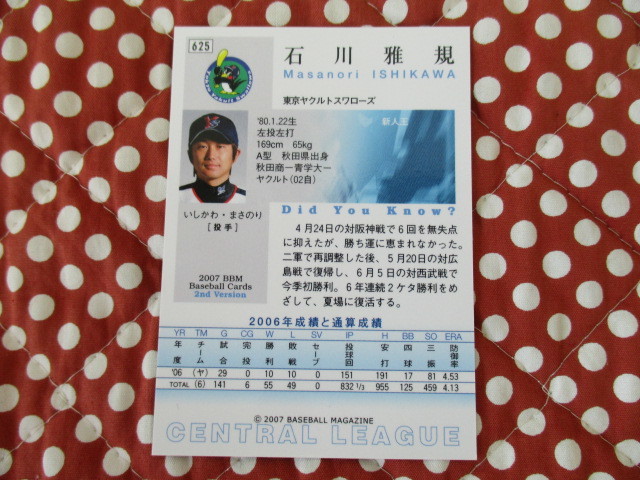 625
石川雅規
Masanori ISHIKAWA
東京ヤクルトスワローズ
'80.1.22生
左投左打
169cm 65kg
A型 秋田県出身
秋田商ー青学大ー
ヤクルト('02自)
新人王
いしかわ・まさのり
[投手]
2007 BBM
Baseball Cards
2nd Version
Did You Know?
4月24日の対阪神戦で6回を無失点
に抑えたが、勝ち運に恵まれなかった。
二軍で再調整した後、5月20日の対広
島戦で復帰し、6月5日の対西武戦で
今季初勝利。6年連続2ケタ勝利をめ
ざして、夏場に復活する。
2006年成績と通算成績
YR TM G CG W L SV IP H BB SO ERA
年度 チーム 試合 完投 勝利 敗戦 セーブ 投球回 安打 四球 三振 防御率
'06 (ヤ) 29 0 10 10 0 151 191 17 81 4.53
TOTAL (6) 141 6 55 49 0 832 1/3 955 125 459 4.13
© 2007 BASEBALL MAGAZINE
CENTRAL LEAGUE